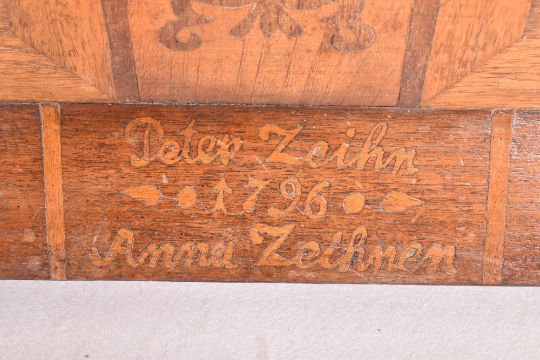 Peter Zeihn
1796
Anna Zeihnen